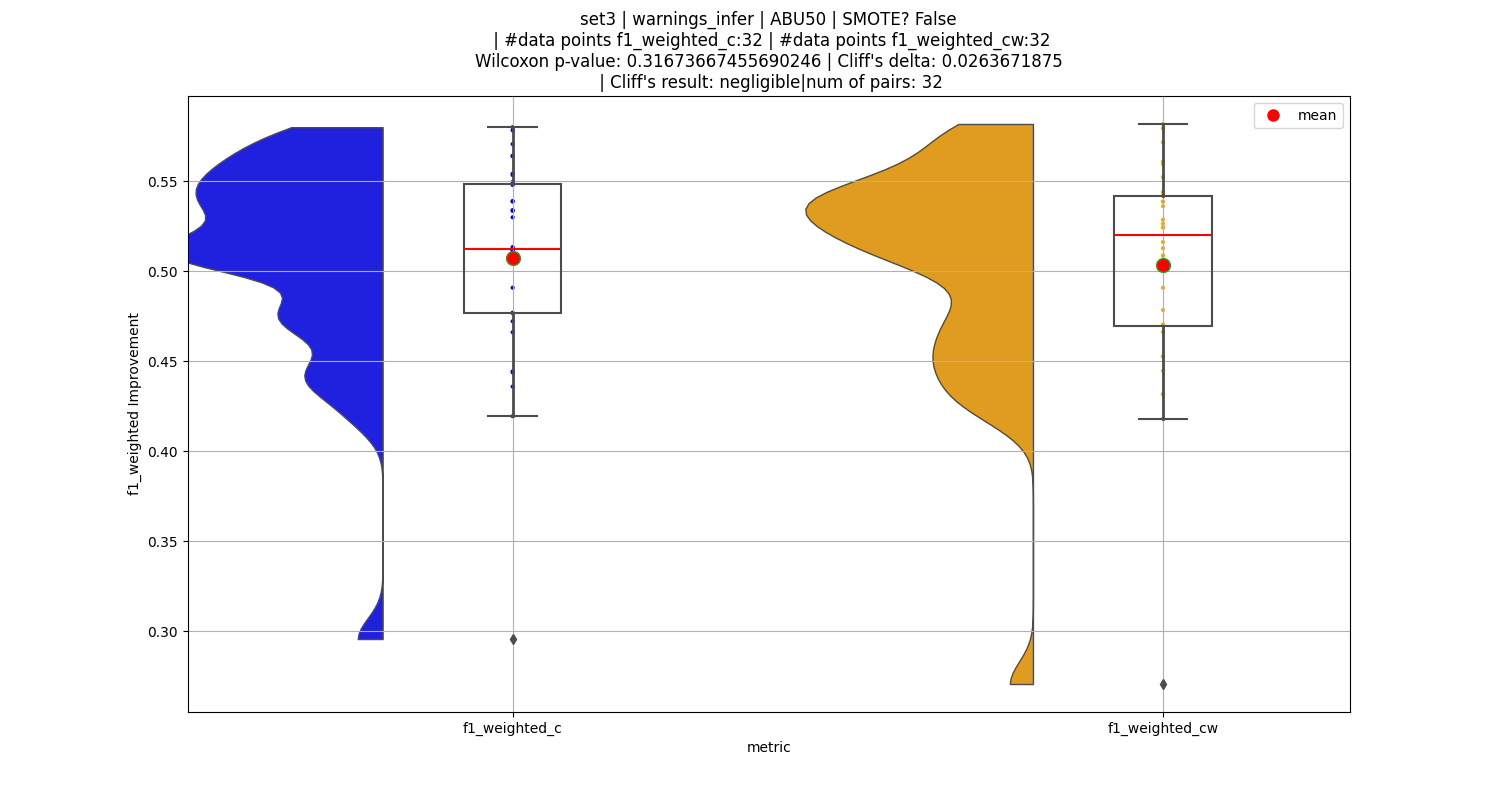 set3 | warnings_infer | ABU50 | SMOTE? False
| #data points f1_weighted_c:32 | #data points f1_weighted_cw:32
Wilcoxon p-value: 0.31673667455690246 | Cliff's delta: 0.0263671875
| Cliff's result: negligible|num of pairs: 32
mean
0.55
0.50
0.45
0.40
0.35
0.30
f1_weighted Improvement
f1_weighted_c
f1_weighted_cw
metric